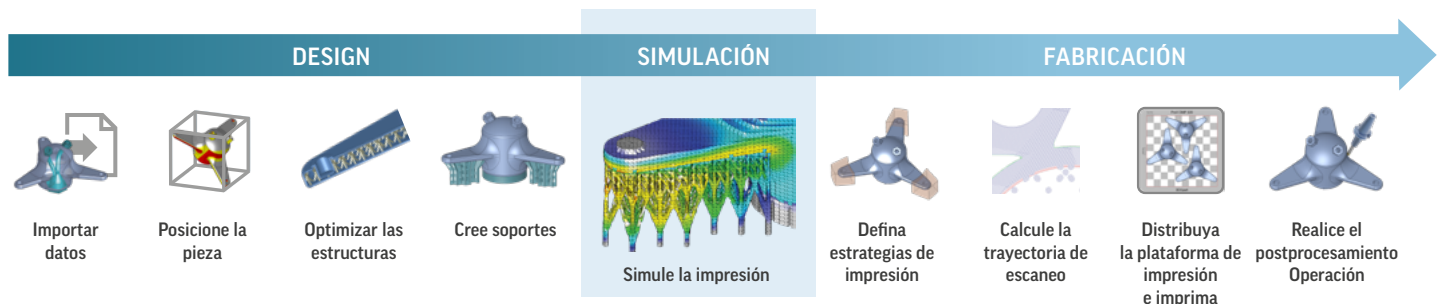 DESIGN
SIMULACIÓN
FABRICACIÓN
Importar
datos
Posicione la
pieza
Optimizar las
estructuras
Cree soportes
Simule la impresión
Defina
estrategias de
impresión
Calcule la
trayectoria de
escaneo
Distribuya
la plataforma de
impresión
e imprima
Realice el
postprocesamiento
Operación